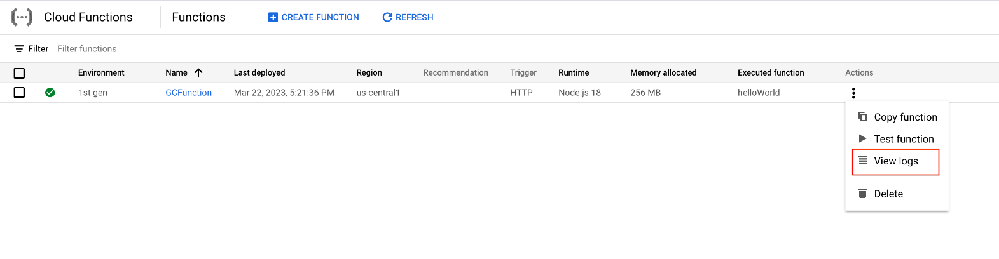 Cloud Functions Functions CREATE FUNCTION REFRESH
Filter Filter functions
Environment Name Last deployed Region Recommendation Trigger Runtime Memory allocated Executed function Actions
1st gen GCFunction Mar 22, 2023, 5:21:36 PM us-central1 HTTP Node.js 18 256 MB helloWorld
Copy function
Test function
View logs
Delete